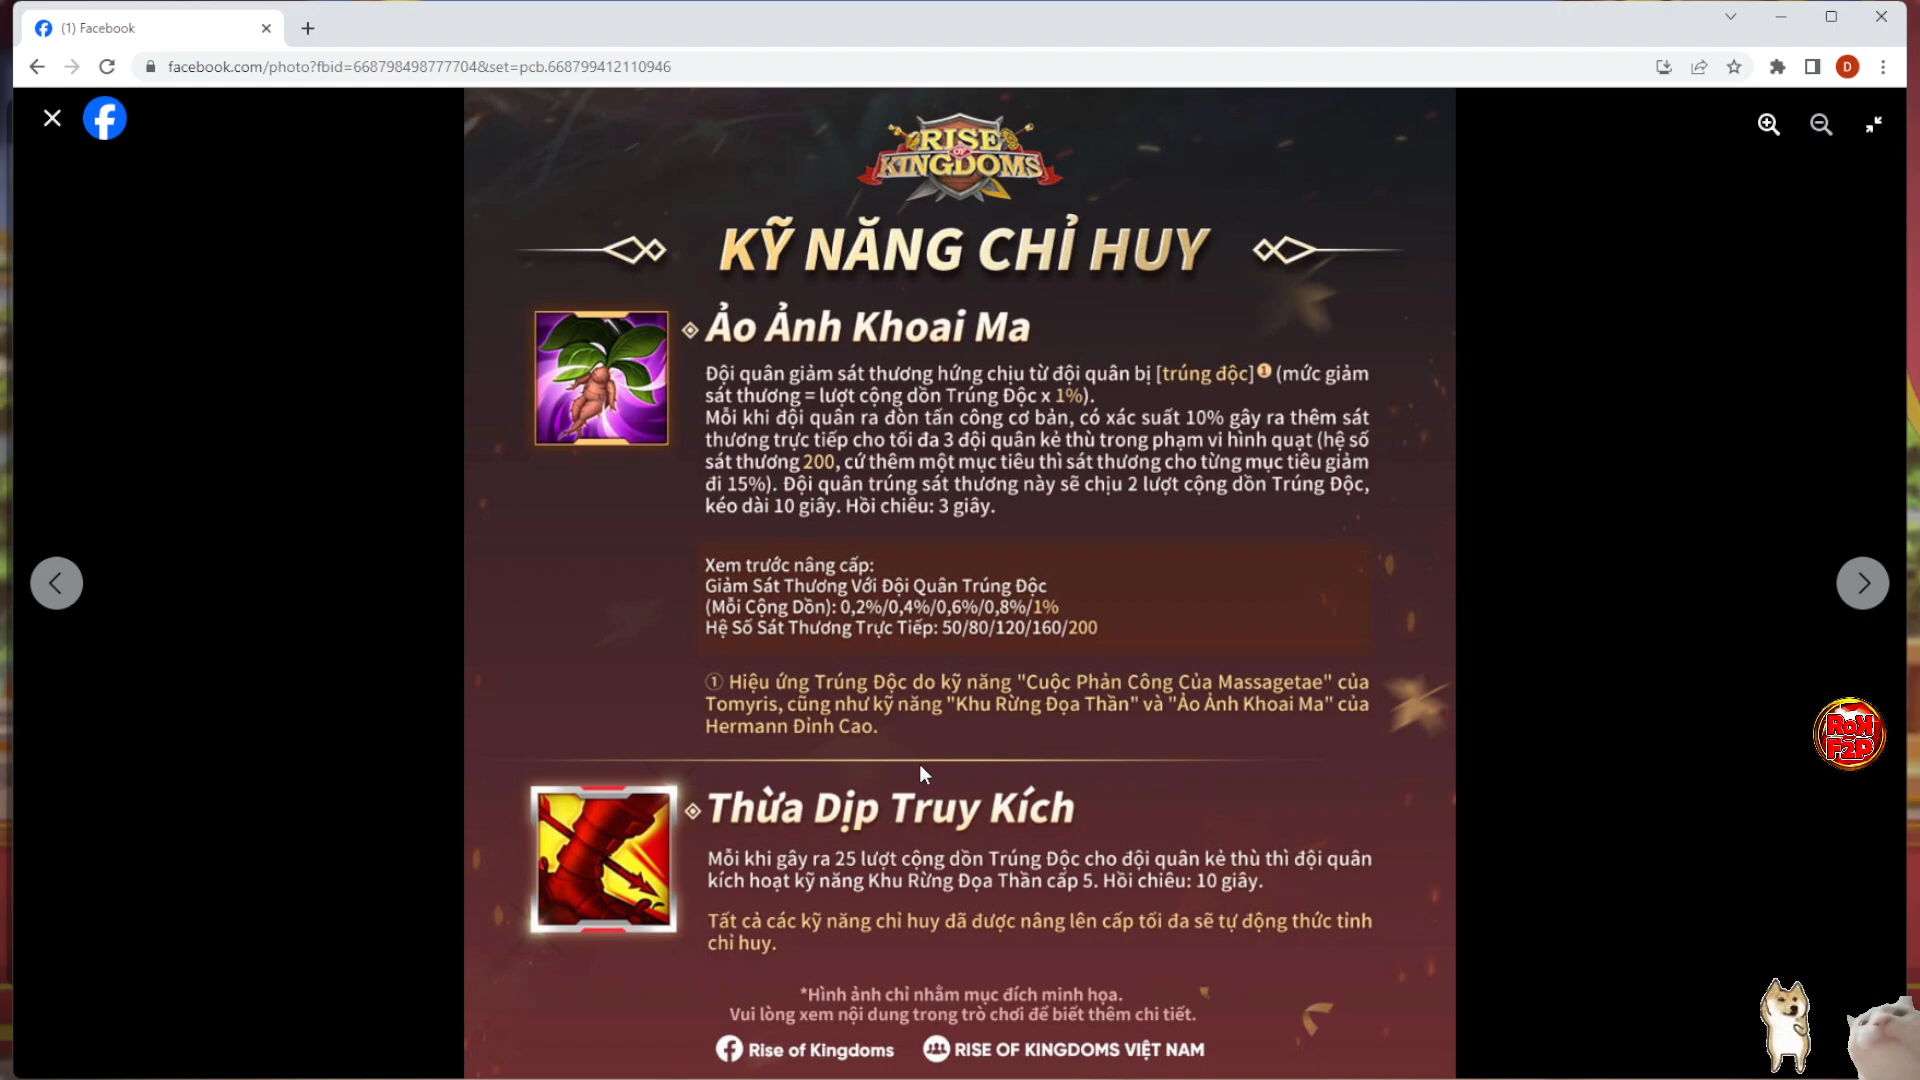 (1) Facebook
facebook.com/photo?fbid=668798498777704&set=pcb.668799412110946
D
RISE
OF
KINGDOMS
KỸ NĂNG CHỈ HUY
Ảo Ảnh Khoai Ma
Đội quân giảm sát thương hứng chịu từ đội quân bị [trúng độc]① (mức giảm
sát thương = lượt cộng dồn Trúng Độc x 1%).
Mỗi khi đội quân ra đòn tấn công cơ bản, có xác suất 10% gây ra thêm sát
thương trực tiếp cho tối đa 3 đội quân kẻ thù trong phạm vi hình quạt (hệ số
sát thương 200, cứ thêm một mục tiêu thì sát thương cho từng mục tiêu giảm
đi 15%). Đội quân trúng sát thương này sẽ chịu 2 lượt cộng dồn Trúng Độc,
kéo dài 10 giây. Hồi chiêu: 3 giây.
Xem trước nâng cấp:
Giảm Sát Thương Với Đội Quân Trúng Độc
(Mỗi Cộng Dồn): 0,2%/0,4%/0,6%/0,8%/1%
Hệ Số Sát Thương Trực Tiếp: 50/80/120/160/200
① Hiệu ứng Trúng Độc do kỹ năng "Cuộc Phản Công Của Massagetae" của
Tomyris, cũng như kỹ năng "Khu Rừng Đọa Thần" và "Ảo Ảnh Khoai Ma" của
Hermann Đỉnh Cao.
RoK
F2P
Thừa Dịp Truy Kích
Mỗi khi gây ra 25 lượt cộng dồn Trúng Độc cho đội quân kẻ thù thì đội quân
kích hoạt kỹ năng Khu Rừng Đọa Thần cấp 5. Hồi chiêu: 10 giây.
Tất cả các kỹ năng chỉ huy đã được nâng lên cấp tối đa sẽ tự động thức tỉnh
chỉ huy.
*Hình ảnh chỉ nhằm mục đích minh họa.
Vui lòng xem nội dung trong trò chơi để biết thêm chi tiết.
Rise of Kingdoms RISE OF KINGDOMS VIỆT NAM